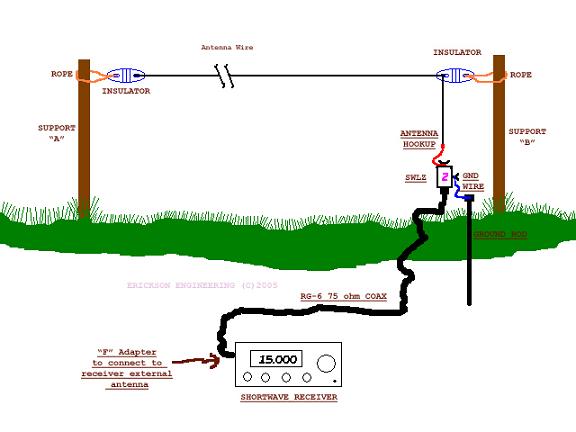 Antenna Wire
INSULATOR
ROPE
ROPE
INSULATOR
SUPPORT
"A"
ANTENNA
HOOKUP
SUPPORT
"B"
SWLZ
Z
GND
WIRE
GROUND ROD
ERICKSON ENGINEERING (C)2005
RG-6 75 ohm COAX
"F" Adapter
to connect to
receiver external
antenna
15.000
SHORTWAVE RECEIVER